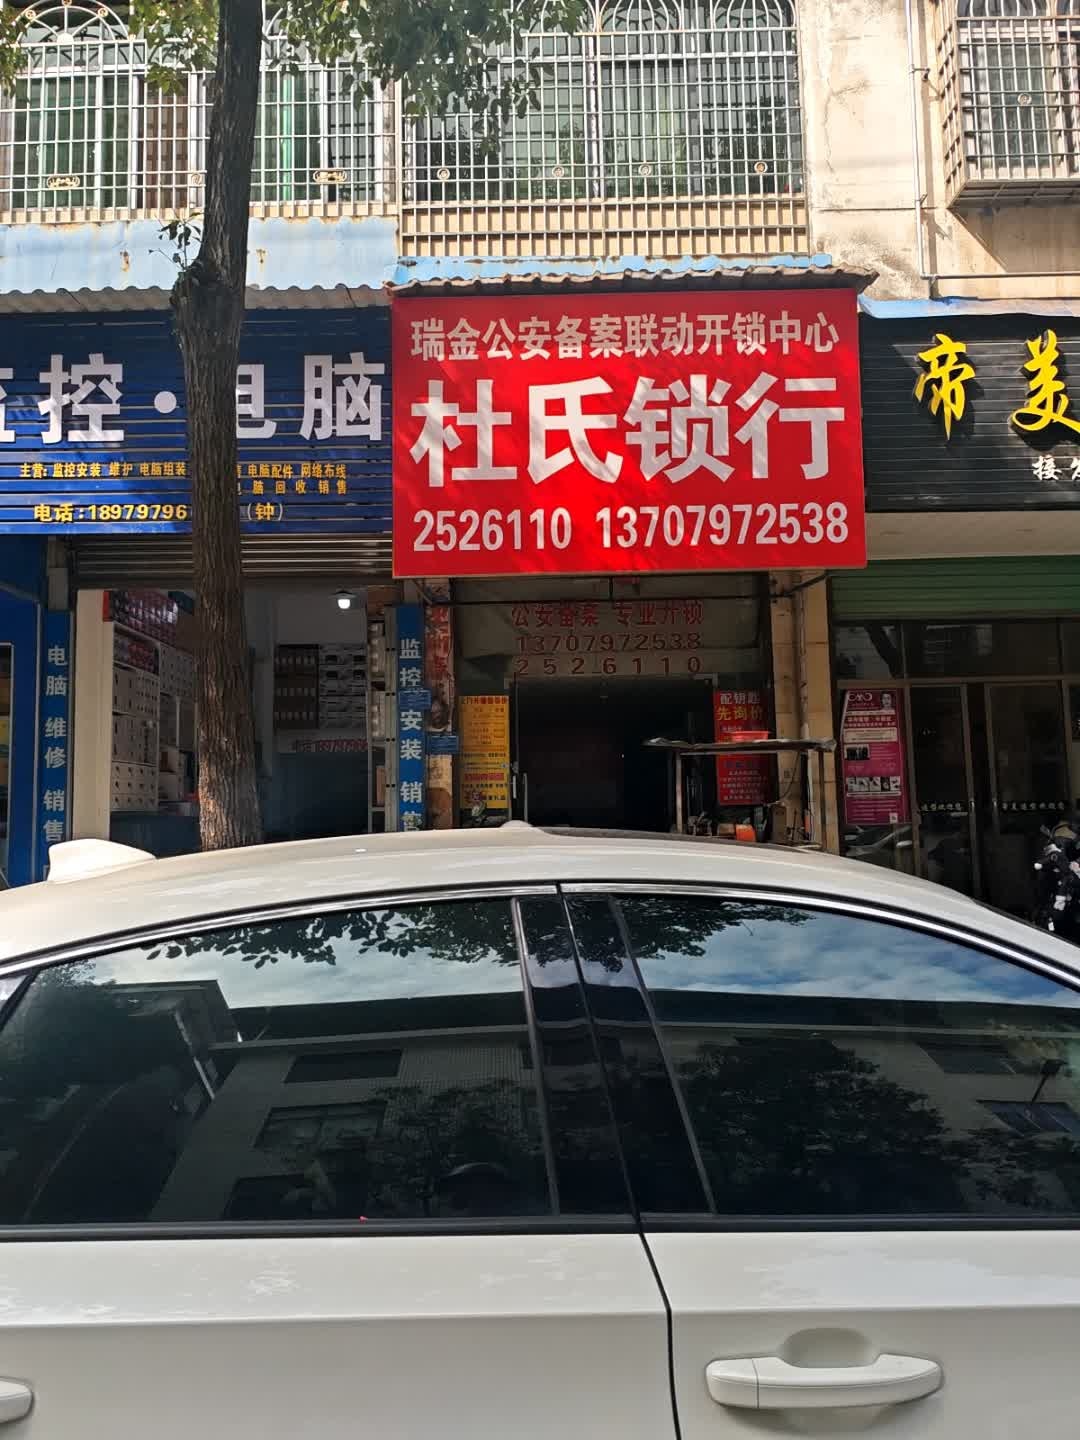 瑞金公安备案联动开锁中心
杜氏锁行
2526110 13707972538
控·电脑
主营:监控安装 维护 电脑组装
电脑配件 网络布线
脑回收销售
电话:18979796
(钟)
帝美
接
公安备案 专业开锁
13707972538
2526110
电脑维修 销售
监控安装 销售
配钥匙
先询价